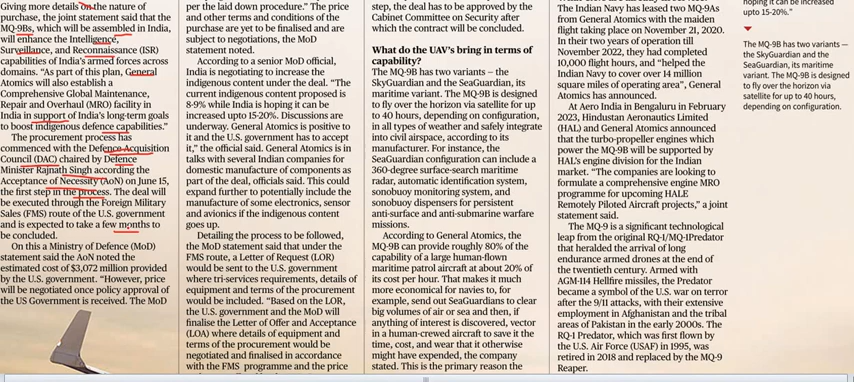 Giving more details on the nature of
purchase, the joint statement said that the
MQ-9Bs, which will be assembled in India,
will enhance the Intelligence,
Surveillance, and Reconnaissance (ISR)
capabilities of India's armed forces across
domains. “As part of this plan, General
Atomics will also establish a
Comprehensive Global Maintenance,
Repair and Overhaul (MRO) facility in
India in support of India's long-term goals
to boost indigenous defence capabilities.”
The procurement process has
commenced with the Defence Acquisition
Council (DAC) chaired by Defence
Minister Rajnath Singh according the
Acceptance of Necessity (AoN) on June 15,
the first step in the process. The deal will
be executed through the Foreign Military
Sales (FMS) route of the U.S. government
and is expected to take a few months to
be concluded.
On this a Ministry of Defence (MoD)
statement said the AoN noted the
estimated cost of $3,072 million provided
by the U.S. government. “However, price
will be negotiated once policy approval of
the US Government is received. The MoD
per the laid down procedure.” The price
and other terms and conditions of the
purchase are yet to be finalised and are
subject to negotiations, the MoD
statement noted.
According to a senior MoD official,
India is negotiating to increase the
indigenous content under the deal. “The
current indigenous content proposed is
8-9% while India is hoping it can be
increased upto 15-20%. Discussions are
underway. General Atomics is positive to
it and the U.S. government has to accept
it,” the official said. General Atomics is in
talks with several Indian companies for
domestic manufacture of components as
part of the deal, officials said. This could
expand further to potentially include the
manufacture of some electronics, sensor
and avionics if the indigenous content
goes up.
Detailing the process to be followed,
the MoD statement said that under the
FMS route, a Letter of Request (LOR)
would be sent to the U.S. government
where tri-services requirements, details of
equipment and terms of the procurement
would be included. “Based on the LOR,
the U.S. government and the MoD will
finalise the Letter of Offer and Acceptance
(LOA) where details of equipment and
terms of the procurement would be
negotiated and finalised in accordance
with the FMS programme and the price
step, the deal has to be approved by the
Cabinet Committee on Security after
which the contract will be concluded.
What do the UAV's bring in terms of
capability?
The MQ-9B has two variants — the
SkyGuardian and the SeaGuardian, its
maritime variant. The MQ-9B is designed
to fly over the horizon via satellite for up
to 40 hours, depending on configuration,
in all types of weather and safely integrate
into civil airspace, according to its
manufacturer. For instance, the
SeaGuardian configuration can include a
360-degree surface-search maritime
radar, automatic identification system,
sonobuoy monitoring system, and
sonobuoy dispensers for persistent
anti-surface and anti-submarine warfare
missions.
According to General Atomics, the
MQ-9B can provide roughly 80% of the
capability of a large human-flown
maritime patrol aircraft at about 20% of
its cost per hour. That makes it much
more economical for navies to, for
example, send out SeaGuardians to clear
big volumes of air or sea and then, if
anything of interest is discovered, vector
in a human-crewed aircraft to save it the
time, cost, and wear that it otherwise
might have expended, the company
stated. This is the primary reason the
The Indian Navy has leased two MQ-9As
from General Atomics with the maiden
flight taking place on November 21, 2020.
In their two years of operation till
November 2022, they had completed
10,000 flight hours, and “helped the
Indian Navy to cover over 14 million
square miles of operating area”, General
Atomics has announced.
At Aero India in Bengaluru in February
2023, Hindustan Aeronautics Limited
(HAL) and General Atomics announced
that the turbo-propeller engines which
power the MQ-9B will be supported by
HAL's engine division for the Indian
market. “The companies are looking to
formulate a comprehensive engine MRO
programme for upcoming HALE
Remotely Piloted Aircraft projects,” a joint
statement said.
The MQ-9 is a significant technological
leap from the original RQ-1/MQ-1Predator
that heralded the arrival of long
endurance armed drones at the end of
the twentieth century. Armed with
AGM-114 Hellfire missiles, the Predator
became a symbol of the U.S. war on terror
after the 9/11 attacks, with their extensive
employment in Afghanistan and the tribal
areas of Pakistan in the early 2000s. The
RQ-1 Predator, which was first flown by
the U.S. Air Force (USAF) in 1995, was
retired in 2018 and replaced by the MQ-9
Reaper.
hoping it can be increased
upto 15-20%.”
The MQ-9B has two variants —
the SkyGuardian and the
SeaGuardian, its maritime
variant. The MQ-9B is designed
to fly over the horizon via
satellite for up to 40 hours,
depending on configuration.